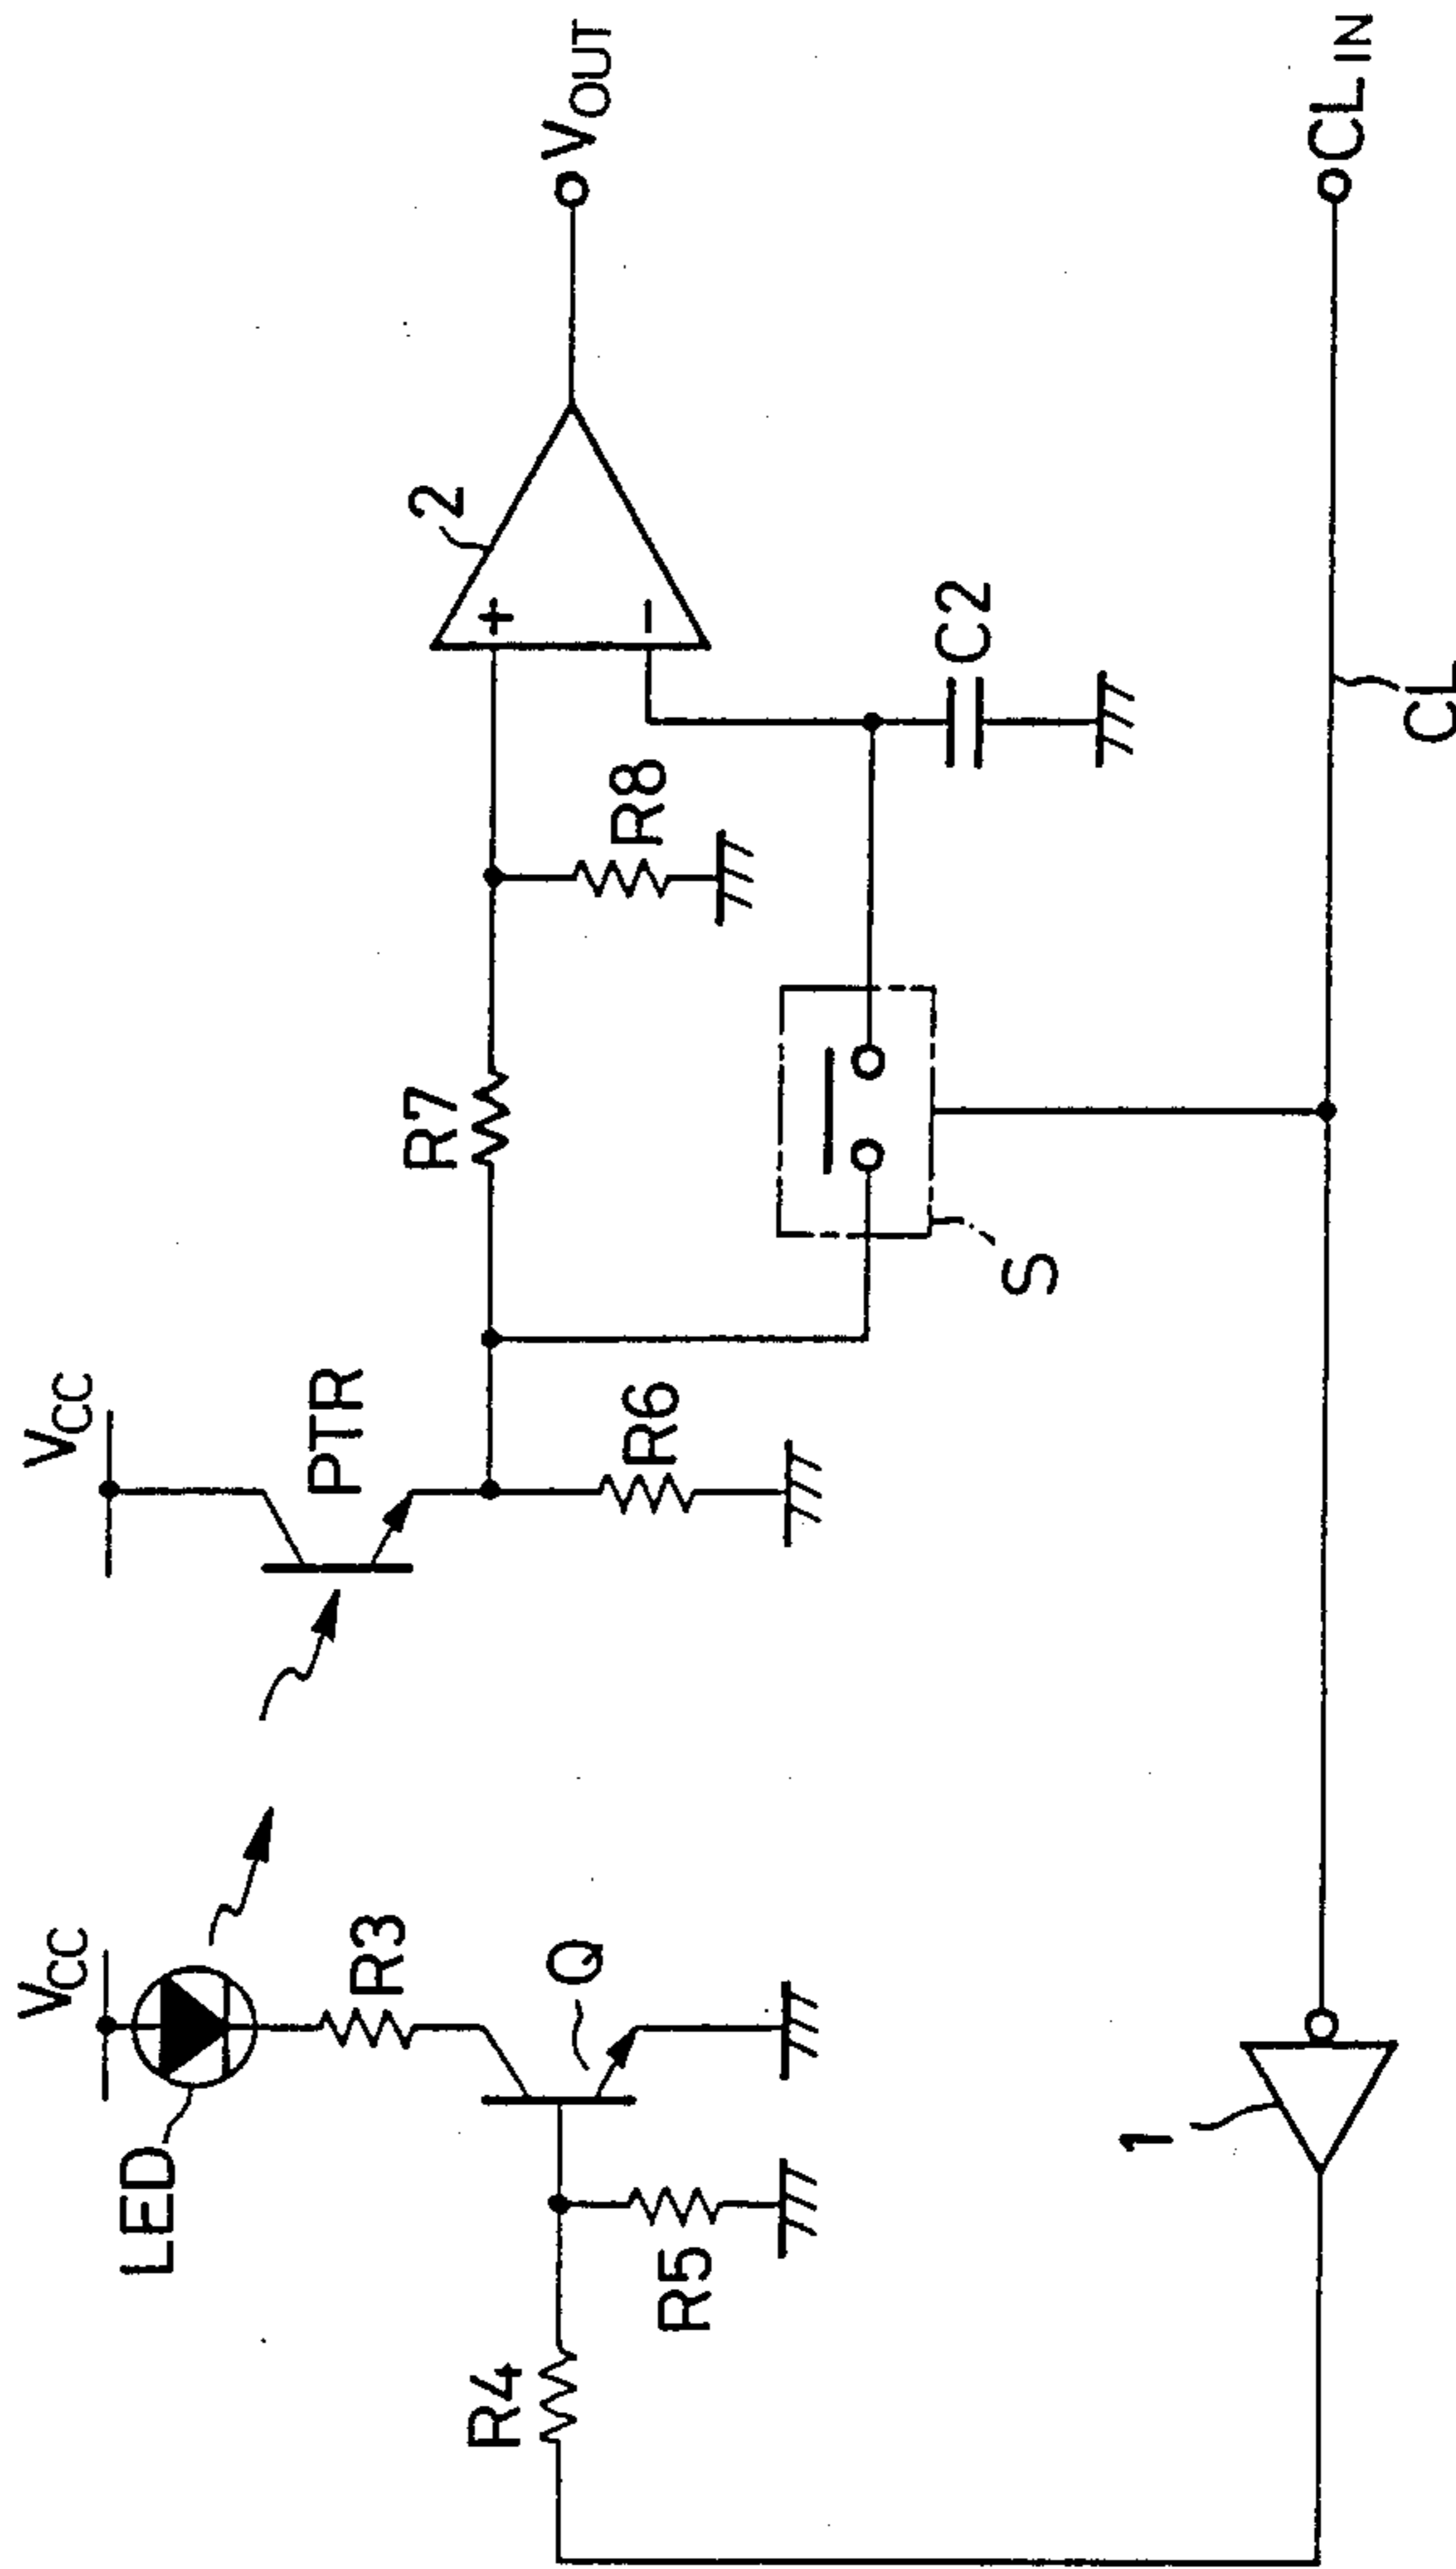 VCC
LED
R3
Q
R4
R5
VCC
PTR
R6
R7
R8
2
+
−
VOUT
S
C2
1
CL
CLIN